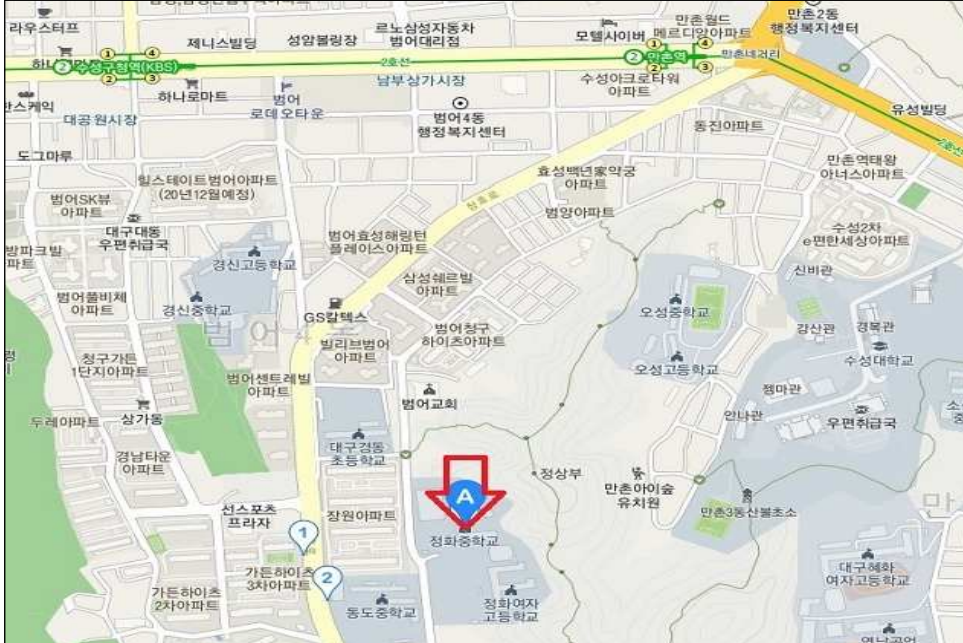 라우스터프
제니스빌딩
성암볼링장
르노삼성자동차
범어대리점
모텔사이버
만촌월드
메르디앙아파트
만촌2동
행정복지센터
1
4
2
수성구청역(KBS)
2
3
2호선
2
만촌역
1
4
2
3
만촌네거리
하나로마트
범어
로데오타운
남부상가시장
수성아크로타워
아파트
유성빌딩
2호선
대공원시장
범어4동
행정복지센터
동진아파트
도그마루
힐스테이트범어아파트
(20년12월예정)
효성백년家약궁
아파트
만촌역태왕
아너스아파트
범어SK뷰
아파트
대구대동
우편취급국
범양아파트
범어효성해링턴
플레이스아파트
수성2차
e편한세상아파트
경신고등학교
신비관
삼성쉐르빌
아파트
범어풀비체
아파트
경신중학교
GS칼텍스
오성중학교
강산관
경복관
범어청구
하이츠아파트
빌리브범어
아파트
청구가든
1단지아파트
수성대학교
오성고등학교
범어센트레빌
아파트
젬마관
범어교회
안나관
우편취급국
두레아파트
상가동
대구경동
초등학교
경남타운
아파트
정상부
만촌아이숲
유치원
A
선스포츠
프라자
장원아파트
만촌3동산불초소
1
정화중학교
가든하이츠
3차아파트
대구혜화
여자고등학교
2
가든하이츠
2차아파트
동도중학교
정화여자
고등학교